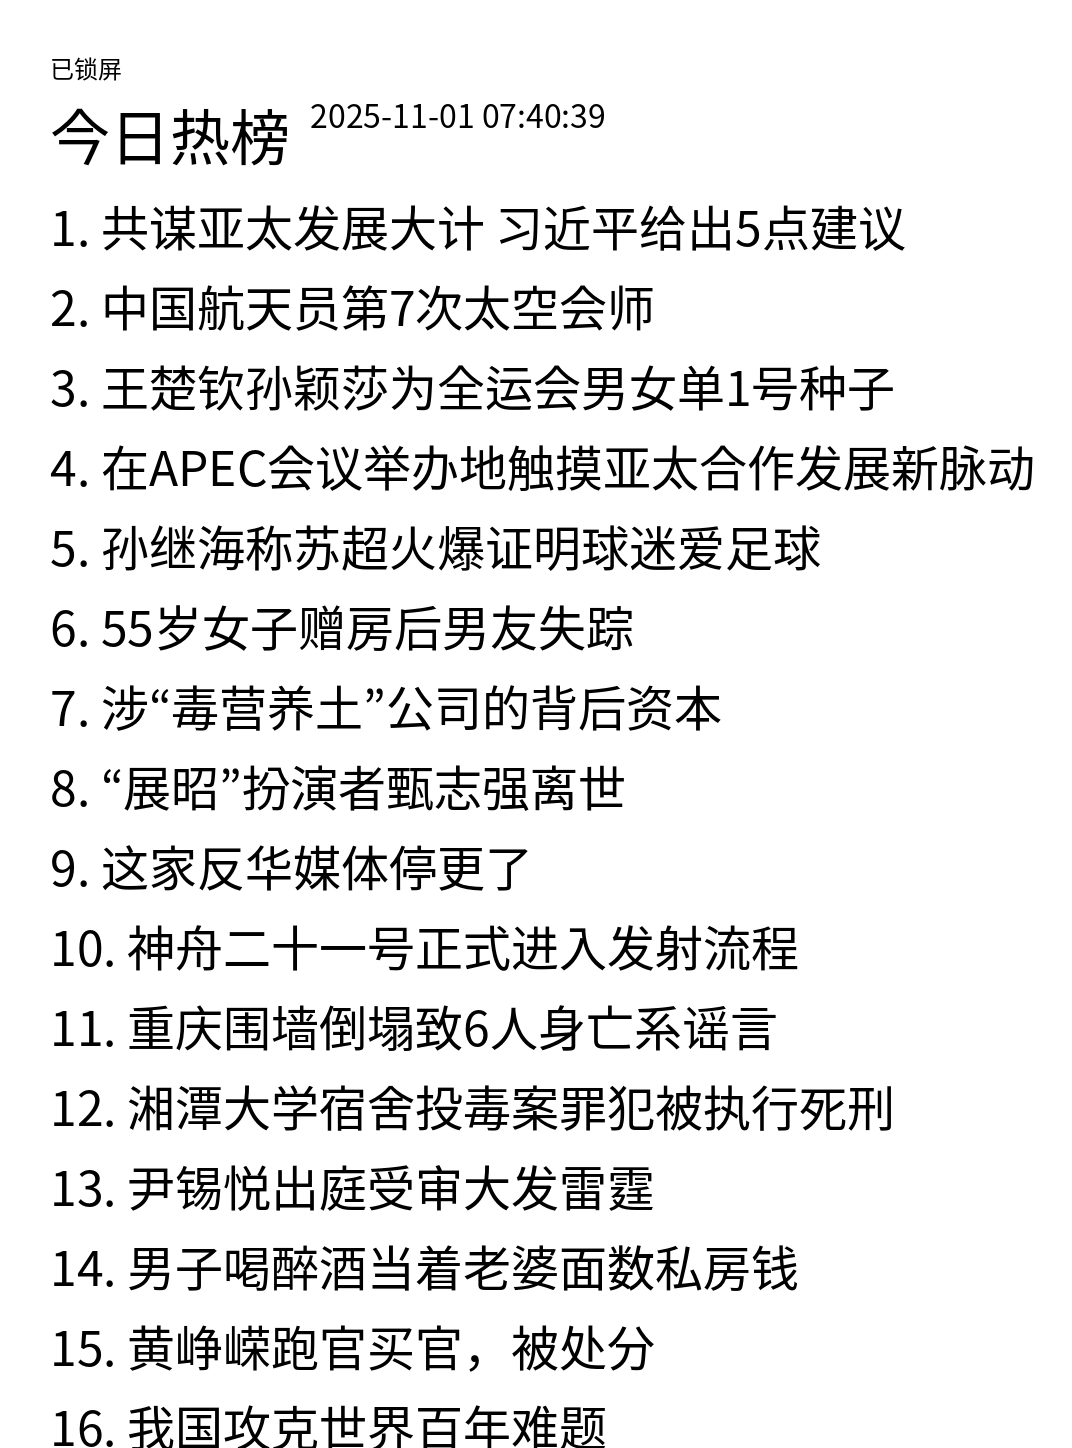 已锁屏
今日热榜 2025-11-01 07:40:39
1. 共谋亚太发展大计 习近平给出5点建议
2. 中国航天员第7次太空会师
3. 王楚钦孙颖莎为全运会男女单1号种子
4. 在APEC会议举办地触摸亚太合作发展新脉动
5. 孙继海称苏超火爆证明球迷爱足球
6. 55岁女子赠房后男友失踪
7. 涉“毒营养土”公司的背后资本
8. “展昭”扮演者甄志强离世
9. 这家反华媒体停更了
10. 神舟二十一号正式进入发射流程
11. 重庆围墙倒塌致6人身亡系谣言
12. 湘潭大学宿舍投毒案罪犯被执行死刑
13. 尹锡悦出庭受审大发雷霆
14. 男子喝醉酒当着老婆面数私房钱
15. 黄峥嵘跑官买官，被处分
16. 我国攻克世界百年难题